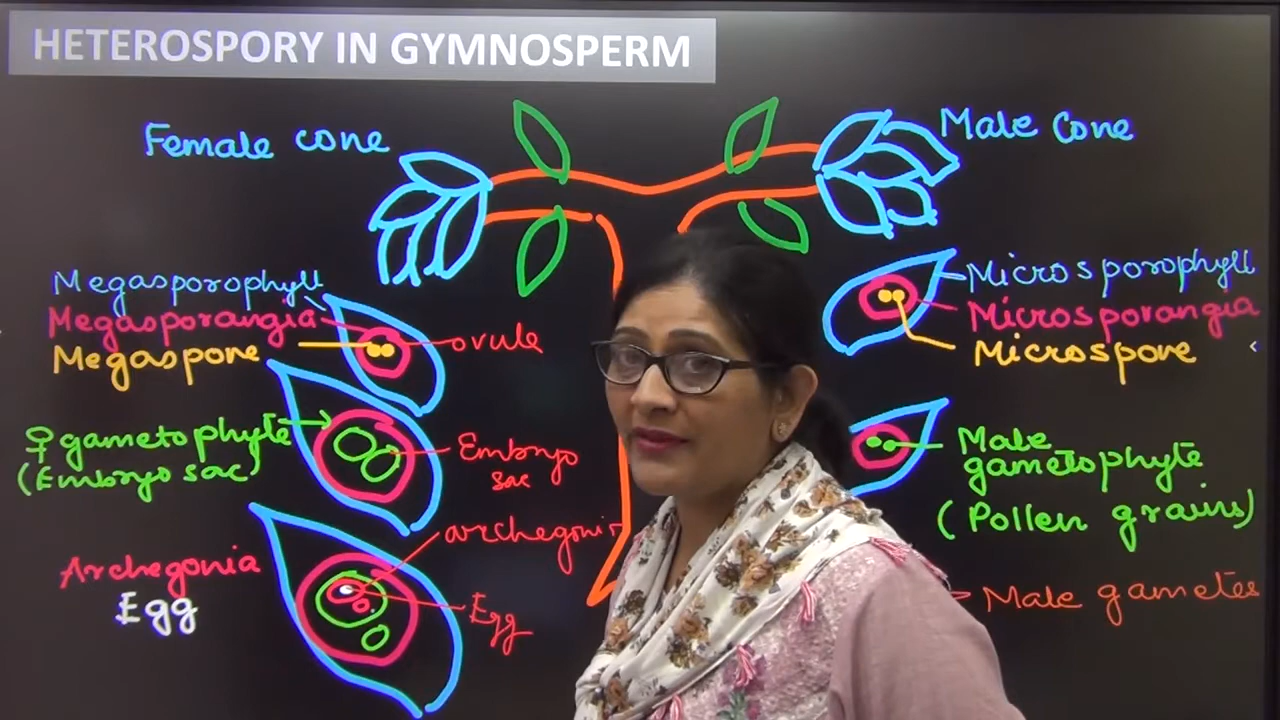 HETEROSPORY IN GYMNOSPERM
Female cone
Male Cone
Megasporophyll
Megasporangia
Megaspore
ovule
Microsporophyll
Microsporangia
Microspore
♀ gametophyte
(Embryo sac)
Embryo
sac
Male
gametophyte
(Pollen grains)
Archegonia
Egg
Egg
Male gametes